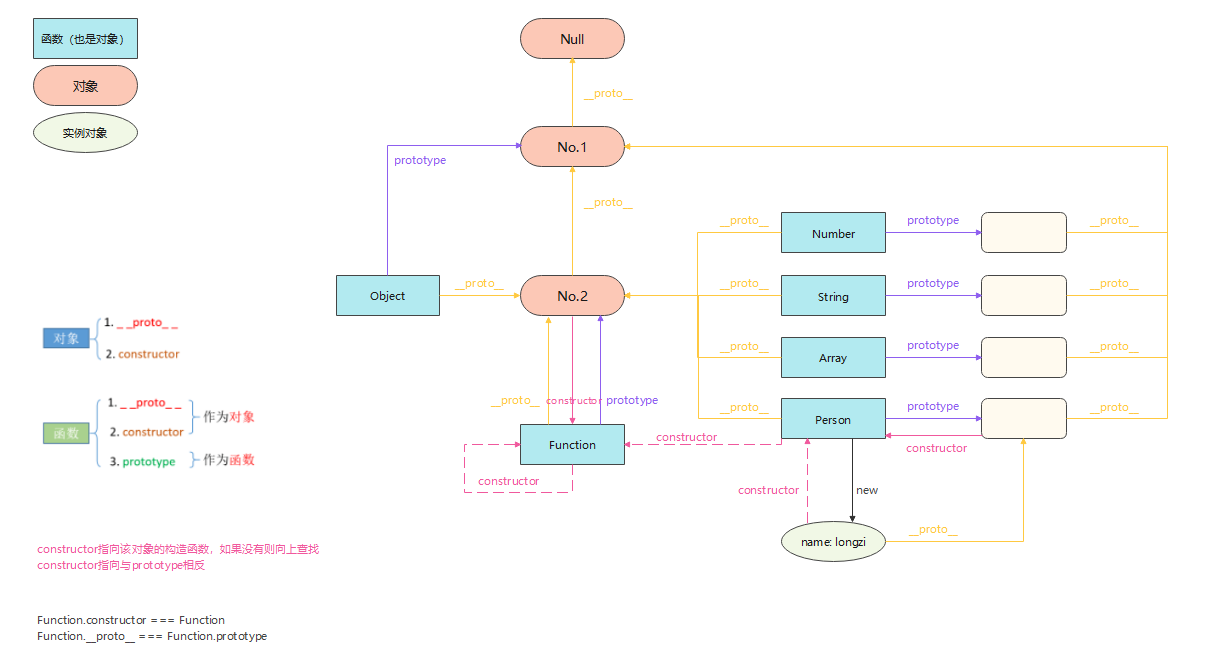 函数（也是对象）
对象
实例对象
Null
__proto__
No.1
prototype
__proto__
Object
__proto__
No.2
__proto__
Number
prototype
__proto__
__proto__
String
prototype
__proto__
__proto__
Array
prototype
__proto__
__proto__
Person
prototype
__proto__
__proto__
constructor
prototype
Function
constructor
constructor
constructor
constructor
new
name: longzi
__proto__
对象
1. __proto__
2. constructor
函数
1. __proto__
2. constructor
作为对象
3. prototype
作为函数
constructor指向该对象的构造函数，如果没有则向上查找
constructor指向与prototype相反
Function.constructor === Function
Function.__proto__ === Function.prototype